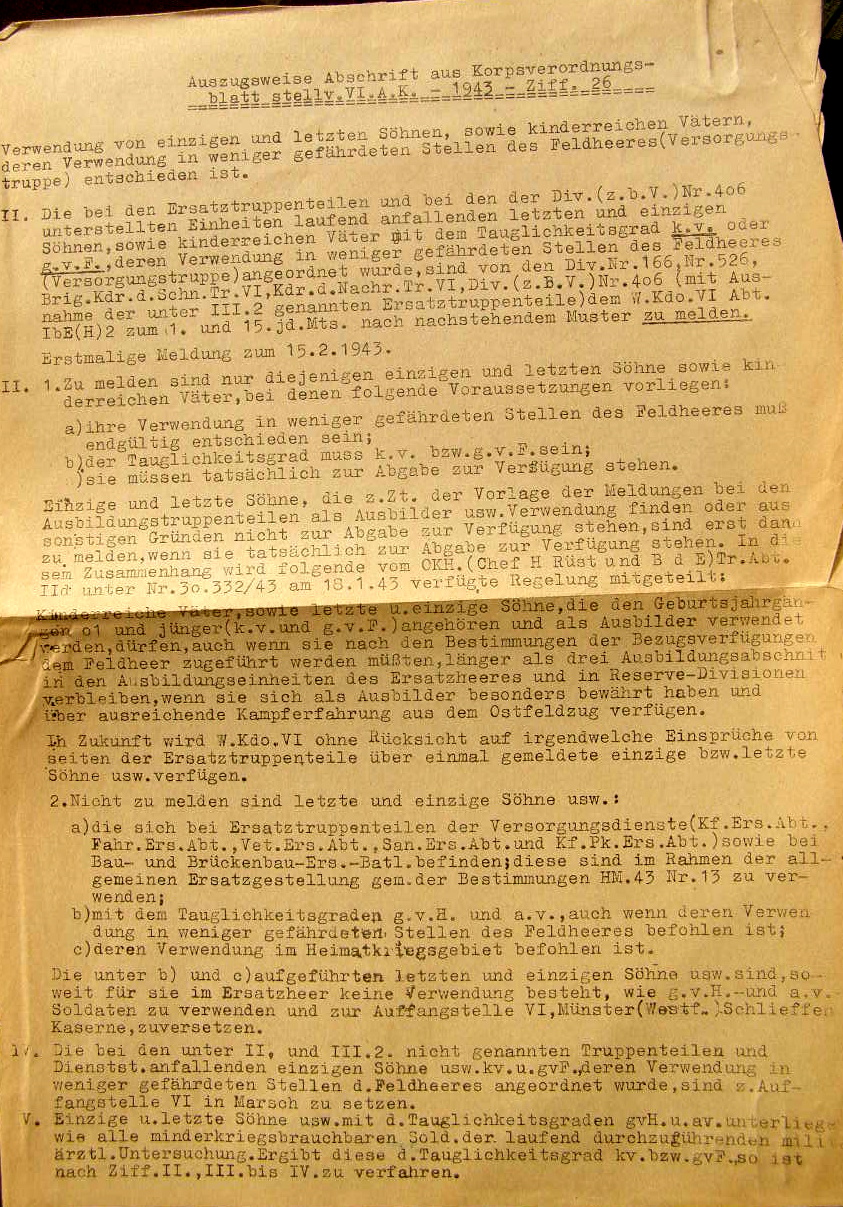 Auszugsweise Abschrift aus Korpsverordnungs-
blatt stellv.VI.A.K. - 1943 - Ziff. 26
Verwendung von einzigen und letzten Söhnen, sowie kinderreichen Vätern,
deren Verwendung in weniger gefährdeten Stellen des Feldheeres(Versorgungs-
truppe) entschieden ist.
II. Die bei den Ersatztruppenteilen und bei den der Div.(z.b.V.)Nr.406
unterstellten Einheiten laufend anfallenden letzten und einzigen
Söhnen,sowie kinderreichen Väter mit dem Tauglichkeitsgrad k.v. oder
g.v.F.,deren Verwendung in weniger gefährdeten Stellen des Feldheeres
(Versorgungstruppe)angeordnet wurde,sind von den Div.Nr.166,Nr.526,
Brig.Kdr.d.Schn.Tr.VI,Kdr.d.Nachr.Tr.VI,Div.(z.B.V.)Nr.406 (mit Aus-
nahme der unter III.2 genannten Ersatztruppenteile)dem W.Kdo.VI Abt.
IbE(H)2 zum 1. und 15.jd.Mts. nach nachstehendem Muster zu melden.
Erstmalige Meldung zum 15.2.1943.
II. 1.Zu melden sind nur diejenigen einzigen und letzten Söhne sowie kin-
derreichen Väter,bei denen folgende Voraussetzungen vorliegen:
a)ihre Verwendung in weniger gefährdeten Stellen des Feldheeres muß
endgültig entschieden sein;
b)der Tauglichkeitsgrad muss k.v. bzw.g.v.F.sein;
)sie müssen tatsächlich zur Abgabe zur Verfügung stehen.
Einzige und letzte Söhne, die z.Zt. der Vorlage der Meldungen bei den
Ausbildungstruppenteilen als Ausbilder usw.Verwendung finden oder aus
sonstigen Gründen nicht zur Abgabe zur Verfügung stehen,sind erst dann
zu melden,wenn sie tatsächlich zur Abgabe zur Verfügung stehen. In die
sem Zusammenhang wird folgende vom OKH.(Chef H Rüst und B d E)Tr.Abt.
IId unter Nr.30.332/43 am 18.1.43 verfügte Regelung mitgeteilt:
Kinderreiche Väter,sowie letzte u.einzige Söhne,die den Geburtsjahrgän-
gen 01 und jünger(k.v.und g.v.F.)angehören und als Ausbilder verwendet
werden,dürfen,auch wenn sie nach den Bestimmungen der Bezugsverfügungen
dem Feldheer zugeführt werden müßten,länger als drei Ausbildungsabschnit
in den Ausbildungseinheiten des Ersatzheeres und in Reserve-Divisionen
verbleiben,wenn sie sich als Ausbilder besonders bewährt haben und
über ausreichende Kampferfahrung aus dem Ostfeldzug verfügen.
In Zukunft wird W.Kdo.VI ohne Rücksicht auf irgendwelche Einsprüche von
seiten der Ersatztruppenteile über einmal gemeldete einzige bzw.letzte
Söhne usw.verfügen.
2.Nicht zu melden sind letzte und einzige Söhne usw.:
a)die sich bei Ersatztruppenteilen der Versorgungsdienste(Kf.Ers.Abt.,
Fahr.Ers.Abt.,Vet.Ers.Abt.,San.Ers.Abt.und Kf.Pk.Ers.Abt.)sowie bei
Bau- und Brückenbau-Ers.-Batl.befinden;diese sind im Rahmen der all-
gemeinen Ersatzgestellung gem.der Bestimmungen HM.43 Nr.13 zu ver-
wenden;
b)mit dem Tauglichkeitsgraden g.v.H. und a.v.,auch wenn deren Verwen
dung in weniger gefährdeten Stellen des Feldheeres befohlen ist;
c)deren Verwendung im Heimatkriegsgebiet befohlen ist.
Die unter b) und c)aufgeführten letzten und einzigen Söhne usw.sind,so-
weit für sie im Ersatzheer keine Verwendung besteht, wie g.v.H.-und a.v.
Soldaten zu verwenden und zur Auffangstelle VI,Münster(Westf.)Schlieffen
Kaserne,zuversetzen.
IV. Die bei den unter II, und III.2. nicht genannten Truppenteilen und
Dienstst.anfallenden einzigen Söhne usw.kv.u.gvF.,deren Verwendung in
weniger gefährdeten Stellen d.Feldheeres angeordnet wurde,sind z.Auf-
fangstelle VI in Marsch zu setzen.
V. Einzige u.letzte Söhne usw.mit d.Tauglichkeitsgraden gvH.u.av.unterliege
wie alle minderkriegsbrauchbaren Sold.der laufend durchzuführenden mili
ärztl.Untersuchung.Ergibt diese d.Tauglichkeitsgrad kv.bzw.gvF.,so ist
nach Ziff.II.,III.bis IV.zu verfahren.